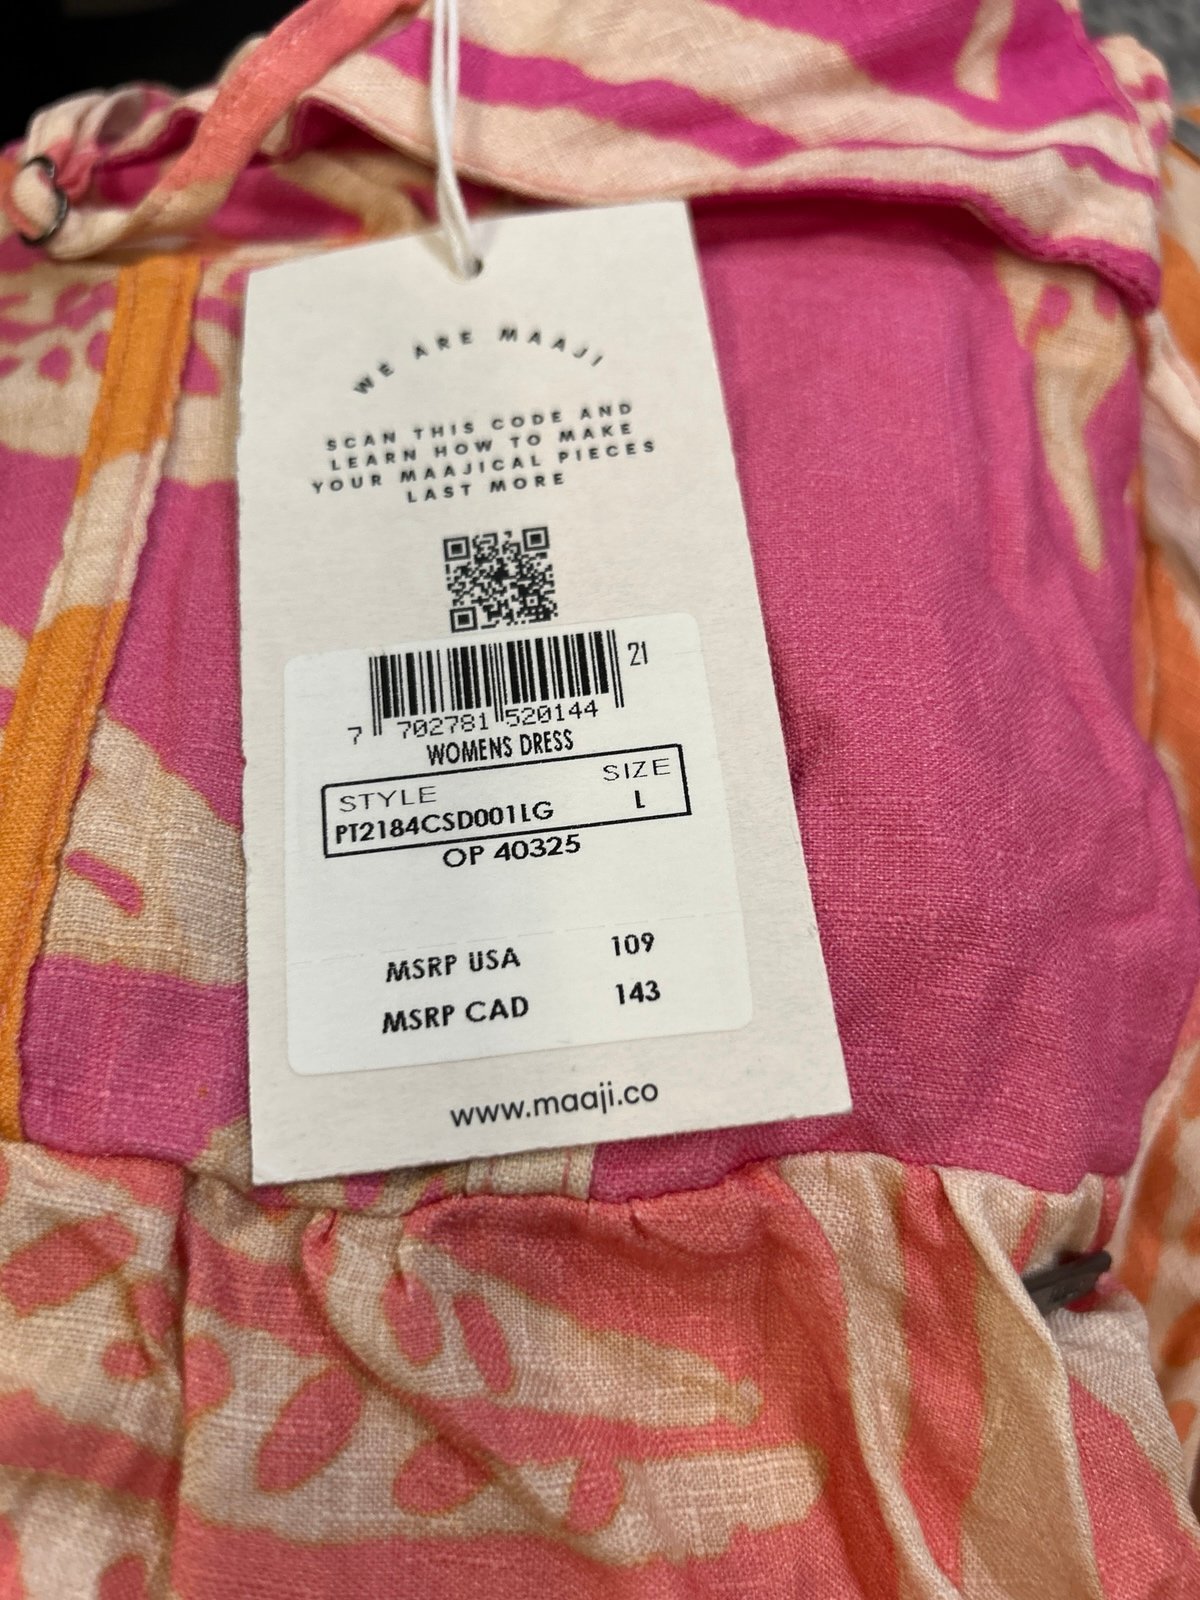 WE ARE MAAJI
SCAN THIS CODE AND
LEARN HOW TO MAKE
YOUR MAAJICAL PIECES
LAST MORE
21
7 702781 520144
WOMENS DRESS
STYLE SIZE
PT2184CSD001LG L
OP 40325
MSRP USA 109
MSRP CAD 143
www.maaji.co